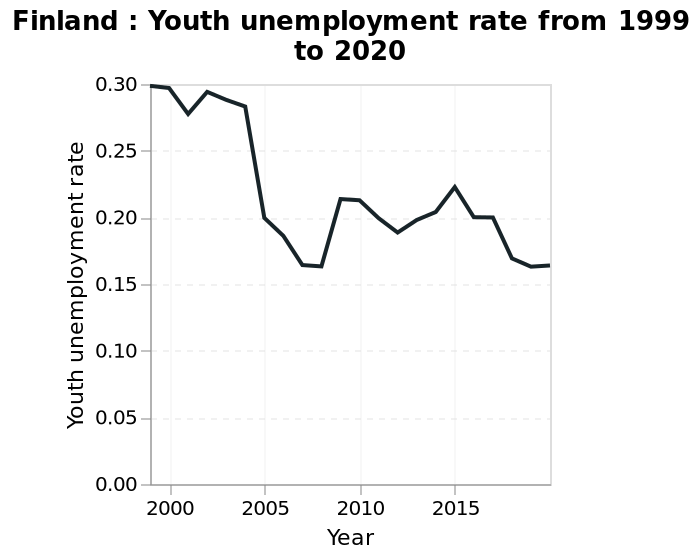 Finland : Youth unemployment rate from 1999
to 2020
0.30
0.25
0.20
0.15
0.10
0.05
0.00
Youth unemployment rate
2000 2005 2010 2015
Year